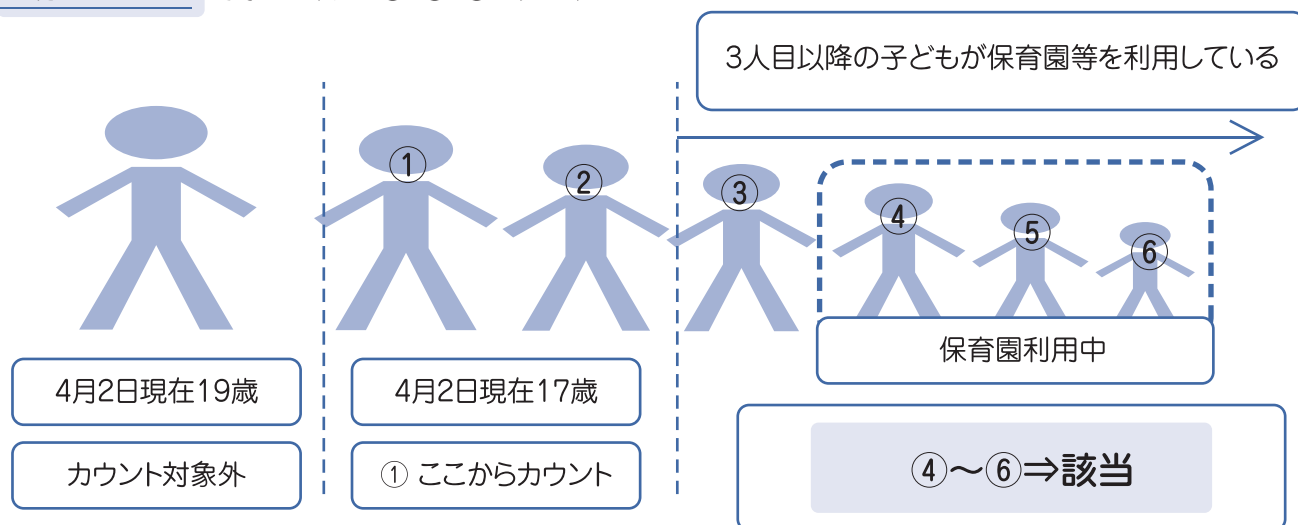 3人目以降の子どもが保育園等を利用している
①
②
③
④
⑤
⑥
保育園利用中
4月2日現在19歳
4月2日現在17歳
カウント対象外
① ここからカウント
④～⑥⇒該当